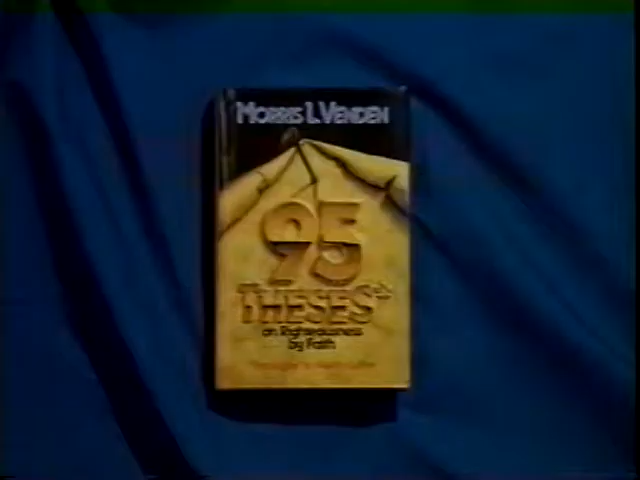 MORRIS L. VENDEN
95
THESES
on Righteousness
by Faith